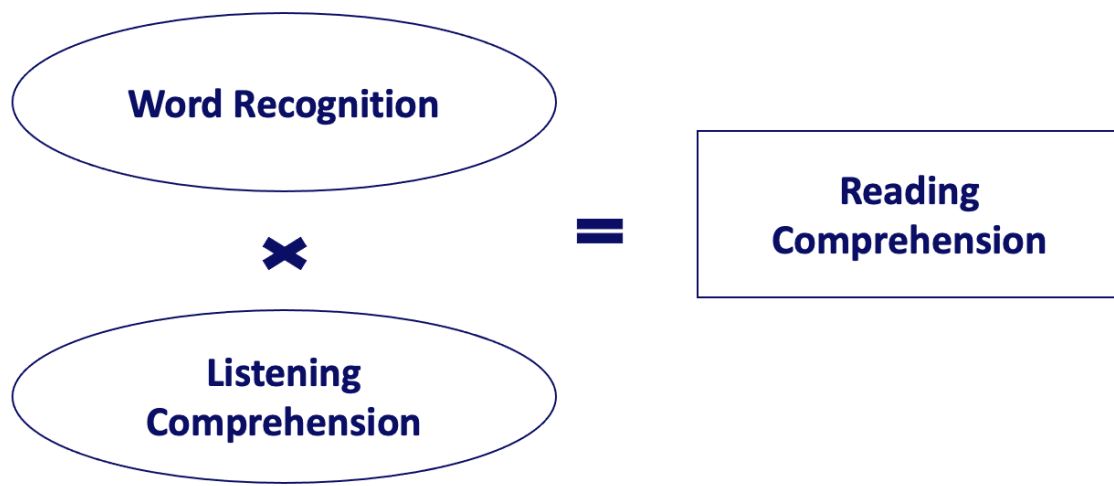 Word Recognition
×
Listening
Comprehension
=
Reading
Comprehension